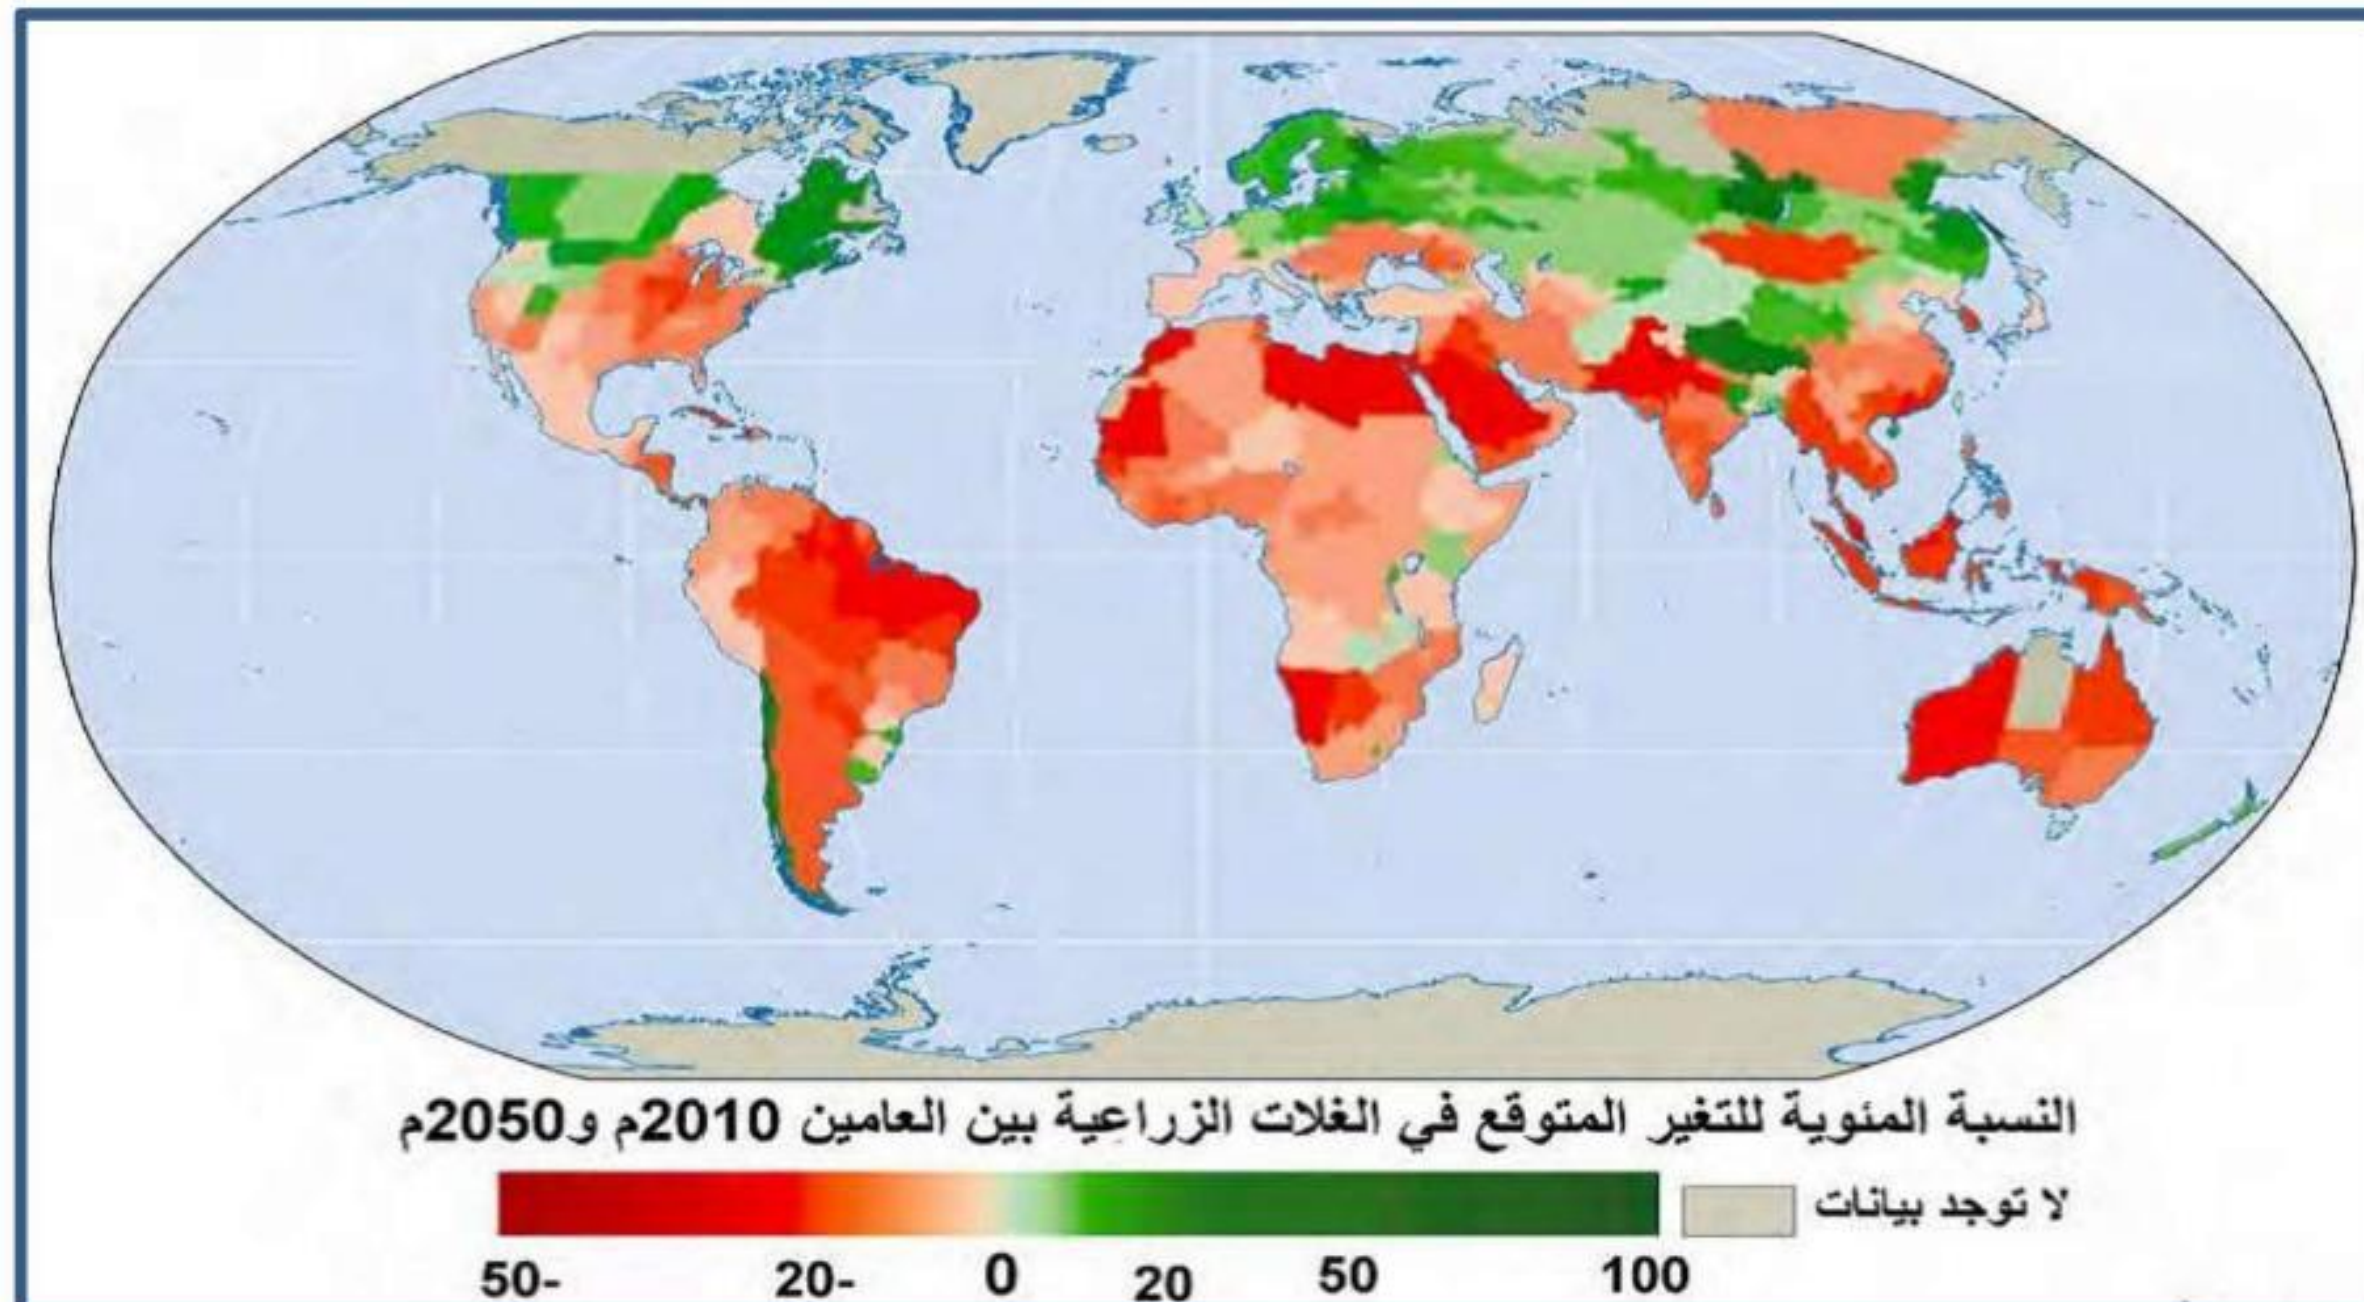 النسبة المئوية للتغير المتوقع في الغلات الزراعية بين العامين 2010م و2050م
لا توجد بيانات
50- 20- 0 20 50 100